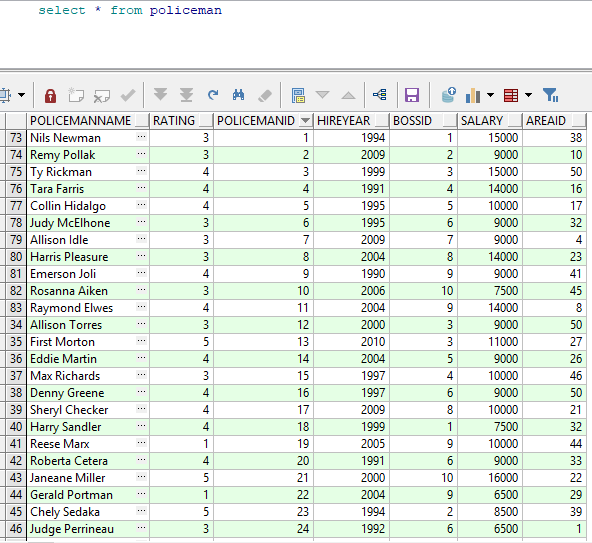 select * from policeman
POLICEMANNAME RATING POLICEMANID HIREYEAR BOSSID SALARY AREAID
73 Nils Newman ... 3 1 1994 1 15000 38
74 Remy Pollak ... 3 2 2009 2 9000 10
75 Ty Rickman ... 4 3 1999 3 15000 50
76 Tara Farris ... 4 4 1991 4 14000 16
77 Collin Hidalgo ... 4 5 1995 5 10000 17
78 Judy McElhone ... 3 6 1995 6 9000 32
79 Allison Idle ... 3 7 2009 7 9000 4
80 Harris Pleasure ... 3 8 2004 8 14000 23
81 Emerson Joli ... 4 9 1990 9 9000 41
82 Rosanna Aiken ... 3 10 2006 10 7500 45
83 Raymond Elwes ... 4 11 2004 9 14000 8
34 Allison Torres ... 3 12 2000 3 9000 50
35 First Morton ... 5 13 2010 3 11000 27
36 Eddie Martin ... 4 14 2004 5 9000 26
37 Max Richards ... 3 15 1997 4 10000 46
38 Denny Greene ... 4 16 1997 6 9000 50
39 Sheryl Checker ... 4 17 2009 8 10000 21
40 Harry Sandler ... 4 18 1999 1 7500 32
41 Reese Marx ... 1 19 2005 9 10000 44
42 Roberta Cetera ... 4 20 1991 6 9000 33
43 Janeane Miller ... 5 21 2000 10 16000 22
44 Gerald Portman ... 1 22 2004 9 6500 29
45 Chely Sedaka ... 5 23 1994 2 8500 39
46 Judge Perrineau ... 3 24 1992 6 6500 1